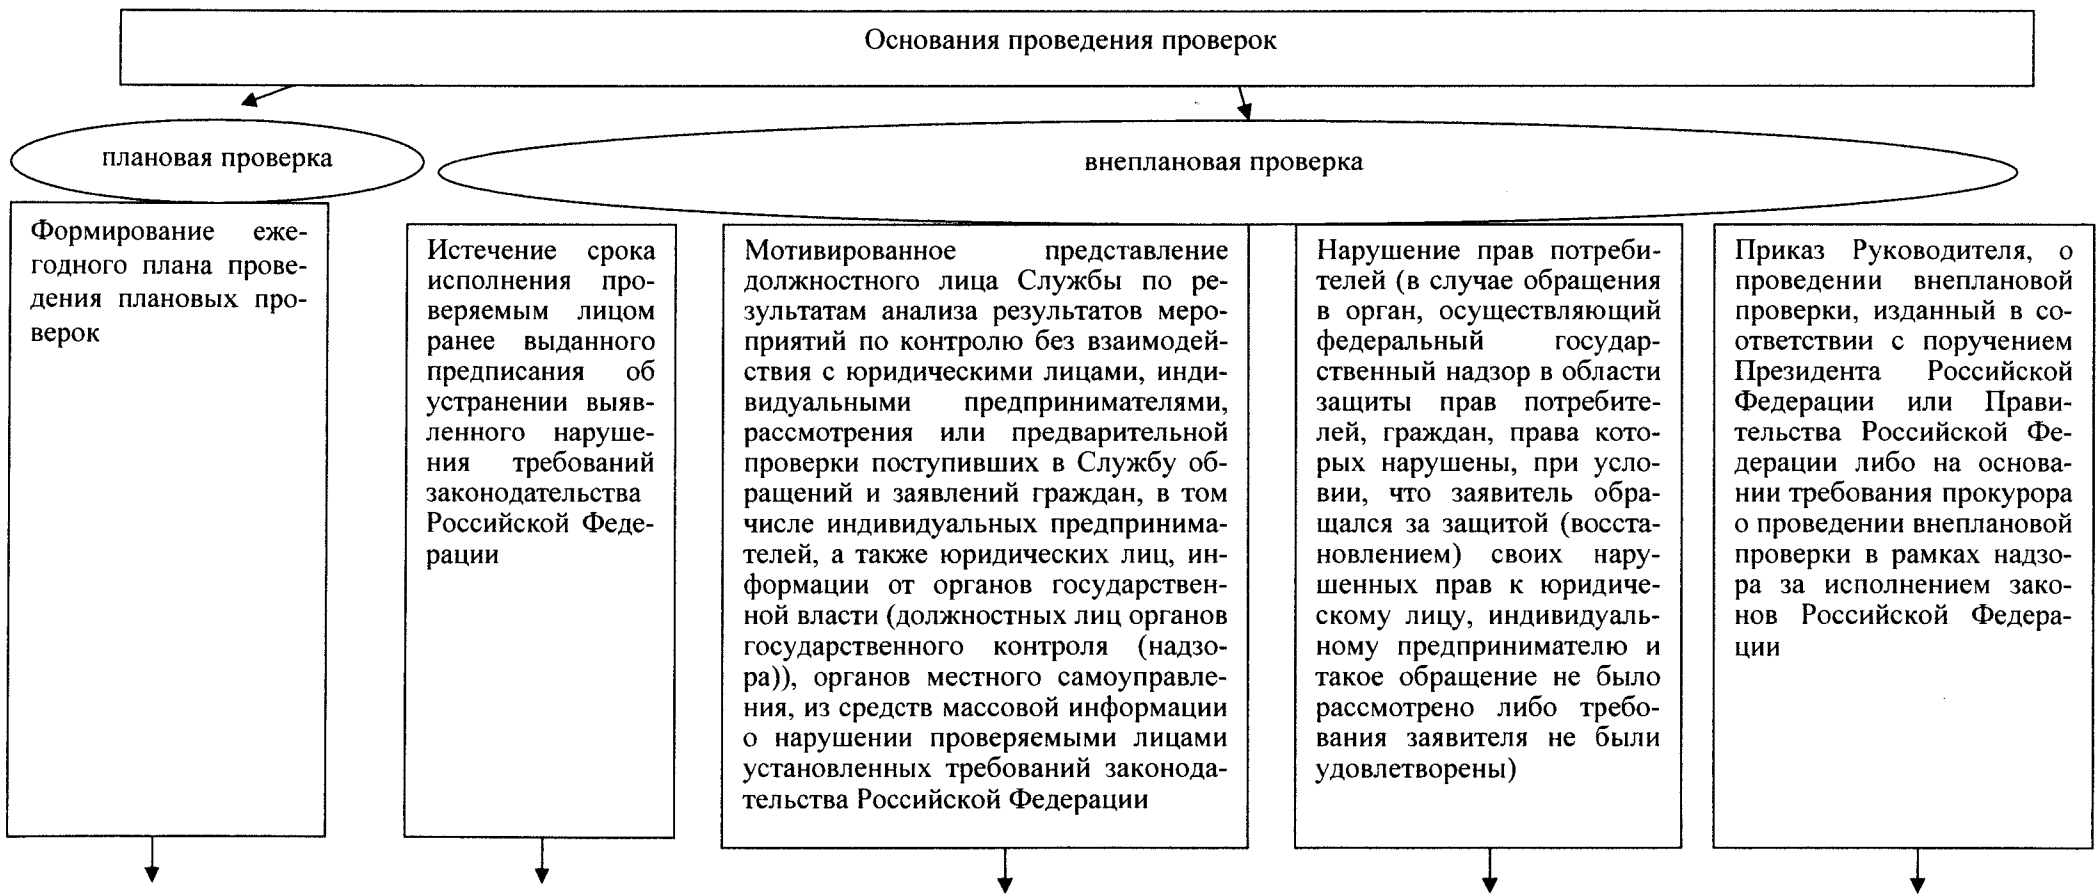 Основания проведения проверок
плановая проверка
внеплановая проверка
Формирование еже-
годного плана прове-
дения плановых про-
верок
Истечение срока
исполнения про-
веряемым лицом
ранее выданного
предписания об
устранении выяв-
ленного наруше-
ния требований
законодательства
Российской Феде-
рации
Мотивированное представление
должностного лица Службы по ре-
зультатам анализа результатов меро-
приятий по контролю без взаимодей-
ствия с юридическими лицами, инди-
видуальными предпринимателями,
рассмотрения или предварительной
проверки поступивших в Службу об-
ращений и заявлений граждан, в том
числе индивидуальных предпринима-
телей, а также юридических лиц, ин-
формации от органов государствен-
ной власти (должностных лиц органов
государственного контроля (надзо-
ра)), органов местного самоуправле-
ния, из средств массовой информации
о нарушении проверяемыми лицами
установленных требований законода-
тельства Российской Федерации
Нарушение прав потреби-
телей (в случае обращения
в орган, осуществляющий
федеральный государ-
ственный надзор в области
защиты прав потребите-
лей, граждан, права кото-
рых нарушены, при усло-
вии, что заявитель обра-
щался за защитой (восста-
новлением) своих нару-
шенных прав к юридиче-
скому лицу, индивидуаль-
ному предпринимателю и
такое обращение не было
рассмотрено либо требо-
вания заявителя не были
удовлетворены)
Приказ Руководителя, о
проведении внеплановой
проверки, изданный в со-
ответствии с поручением
Президента Российской
Федерации или Прави-
тельства Российской Фе-
дерации либо на основа-
нии требования прокурора
о проведении внеплановой
проверки в рамках надзо-
ра за исполнением зако-
нов Российской Федера-
ции